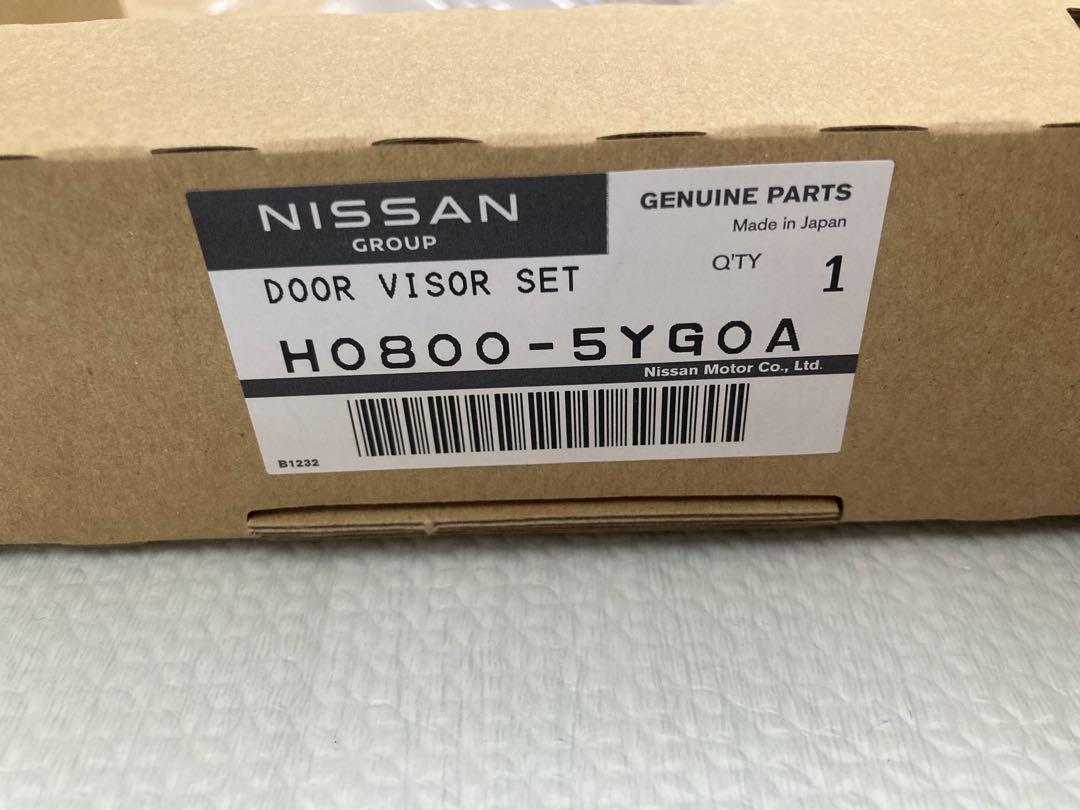 NISSAN
GROUP
GENUINE PARTS
Made in Japan
DOOR VISOR SET
Q'TY 1
H0800-5YG0A
Nissan Motor Co., Ltd.
B1232